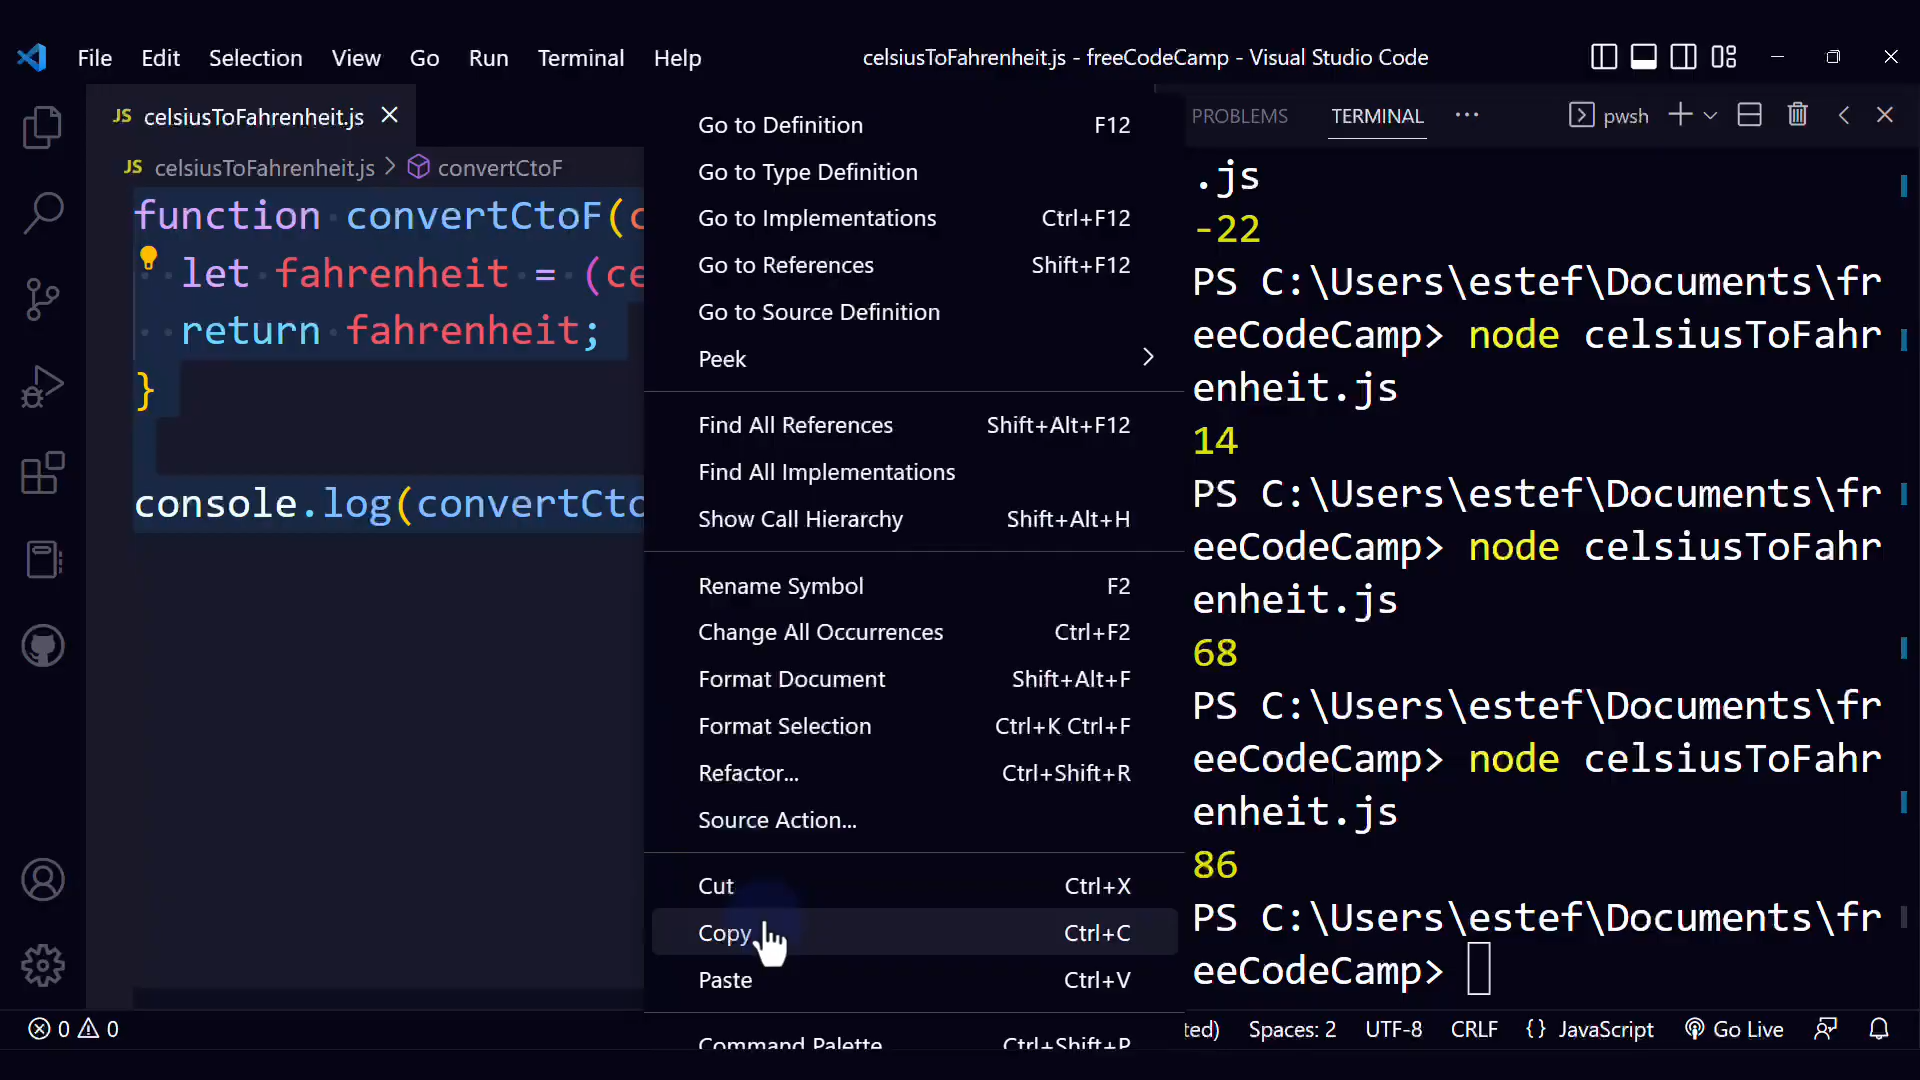 File Edit Selection View Go Run Terminal Help
celsiusToFahrenheit.js - freeCodeCamp - Visual Studio Code
JS celsiusToFahrenheit.js
JS celsiusToFahrenheit.js > convertCtoF
function convertCtoF(c
let fahrenheit = (ce
return fahrenheit;
}
console.log(convertCto
Go to Definition F12
Go to Type Definition
Go to Implementations Ctrl+F12
Go to References Shift+F12
Go to Source Definition
Peek
Find All References Shift+Alt+F12
Find All Implementations
Show Call Hierarchy Shift+Alt+H
Rename Symbol F2
Change All Occurrences Ctrl+F2
Format Document Shift+Alt+F
Format Selection Ctrl+K Ctrl+F
Refactor... Ctrl+Shift+R
Source Action...
Cut Ctrl+X
Copy Ctrl+C
Paste Ctrl+V
Command Palette Ctrl+Shift+P
PROBLEMS TERMINAL ··· pwsh
.js
-22
PS C:\Users\estef\Documents\fr
eeCodeCamp> node celsiusToFahr
enheit.js
14
PS C:\Users\estef\Documents\fr
eeCodeCamp> node celsiusToFahr
enheit.js
68
PS C:\Users\estef\Documents\fr
eeCodeCamp> node celsiusToFahr
enheit.js
86
PS C:\Users\estef\Documents\fr
eeCodeCamp>
0 0
ted) Spaces: 2 UTF-8 CRLF {} JavaScript Go Live